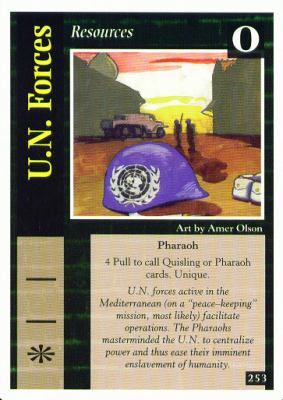 U.N. Forces
Resources
O
Art by Amer Olson
Pharaoh
4 Pull to call Quisling or Pharaoh
cards. Unique.
U.N. forces active in the
Mediterranean (on a "peace–keeping"
mission, most likely) facilitate
operations. The Pharaohs
masterminded the U.N. to centralize
power and thus ease their imminent
enslavement of humanity.
253